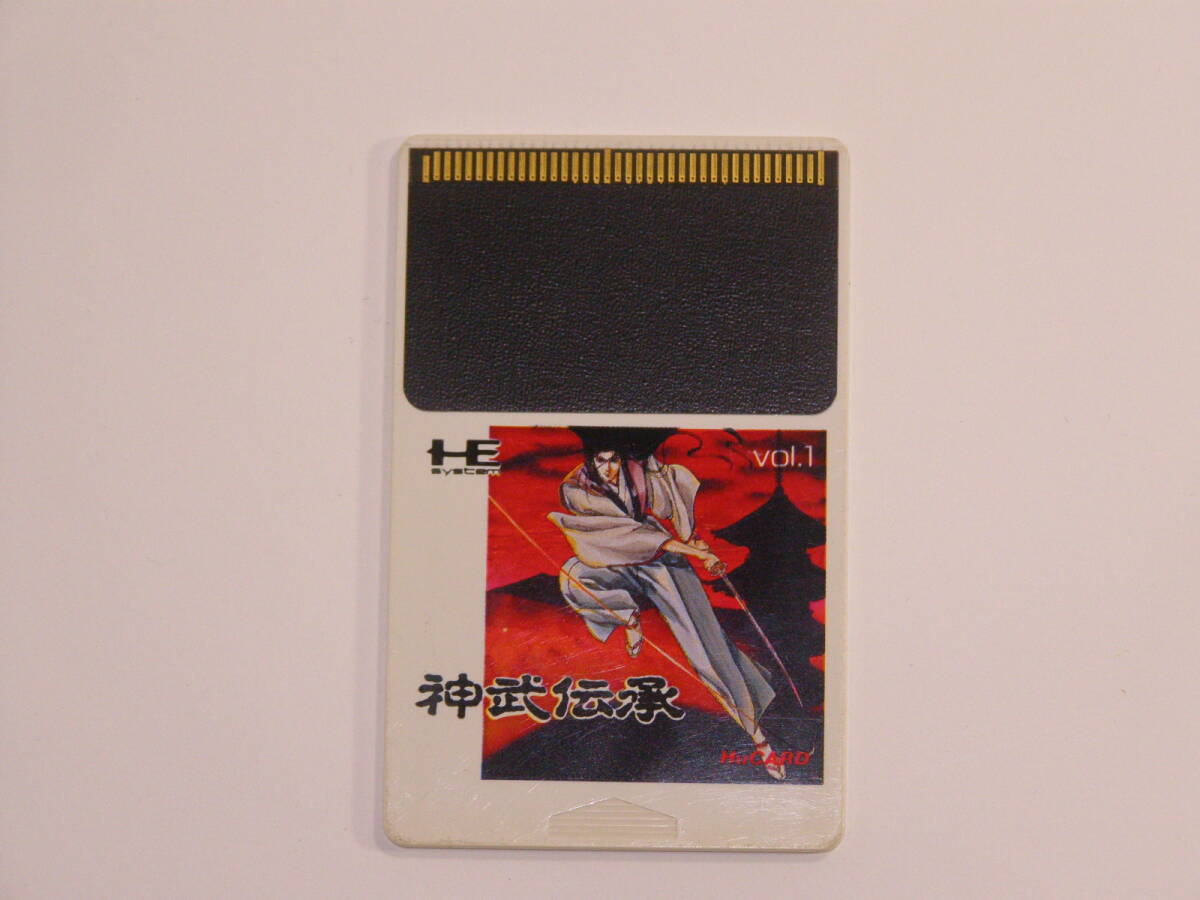 HE
system
vol.1
神武伝承
HuCARD